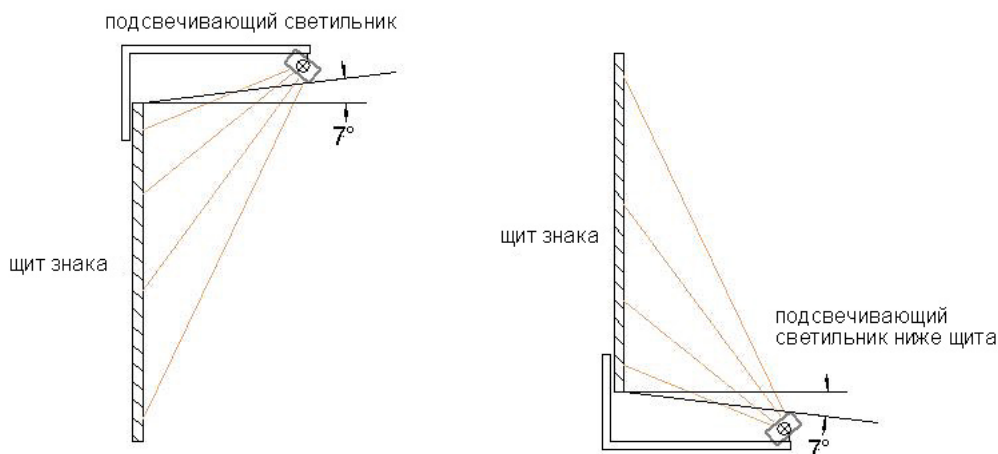 подсвечивающий светильник
7°
щит знака
щит знака
подсвечивающий
светильник ниже щита
7°